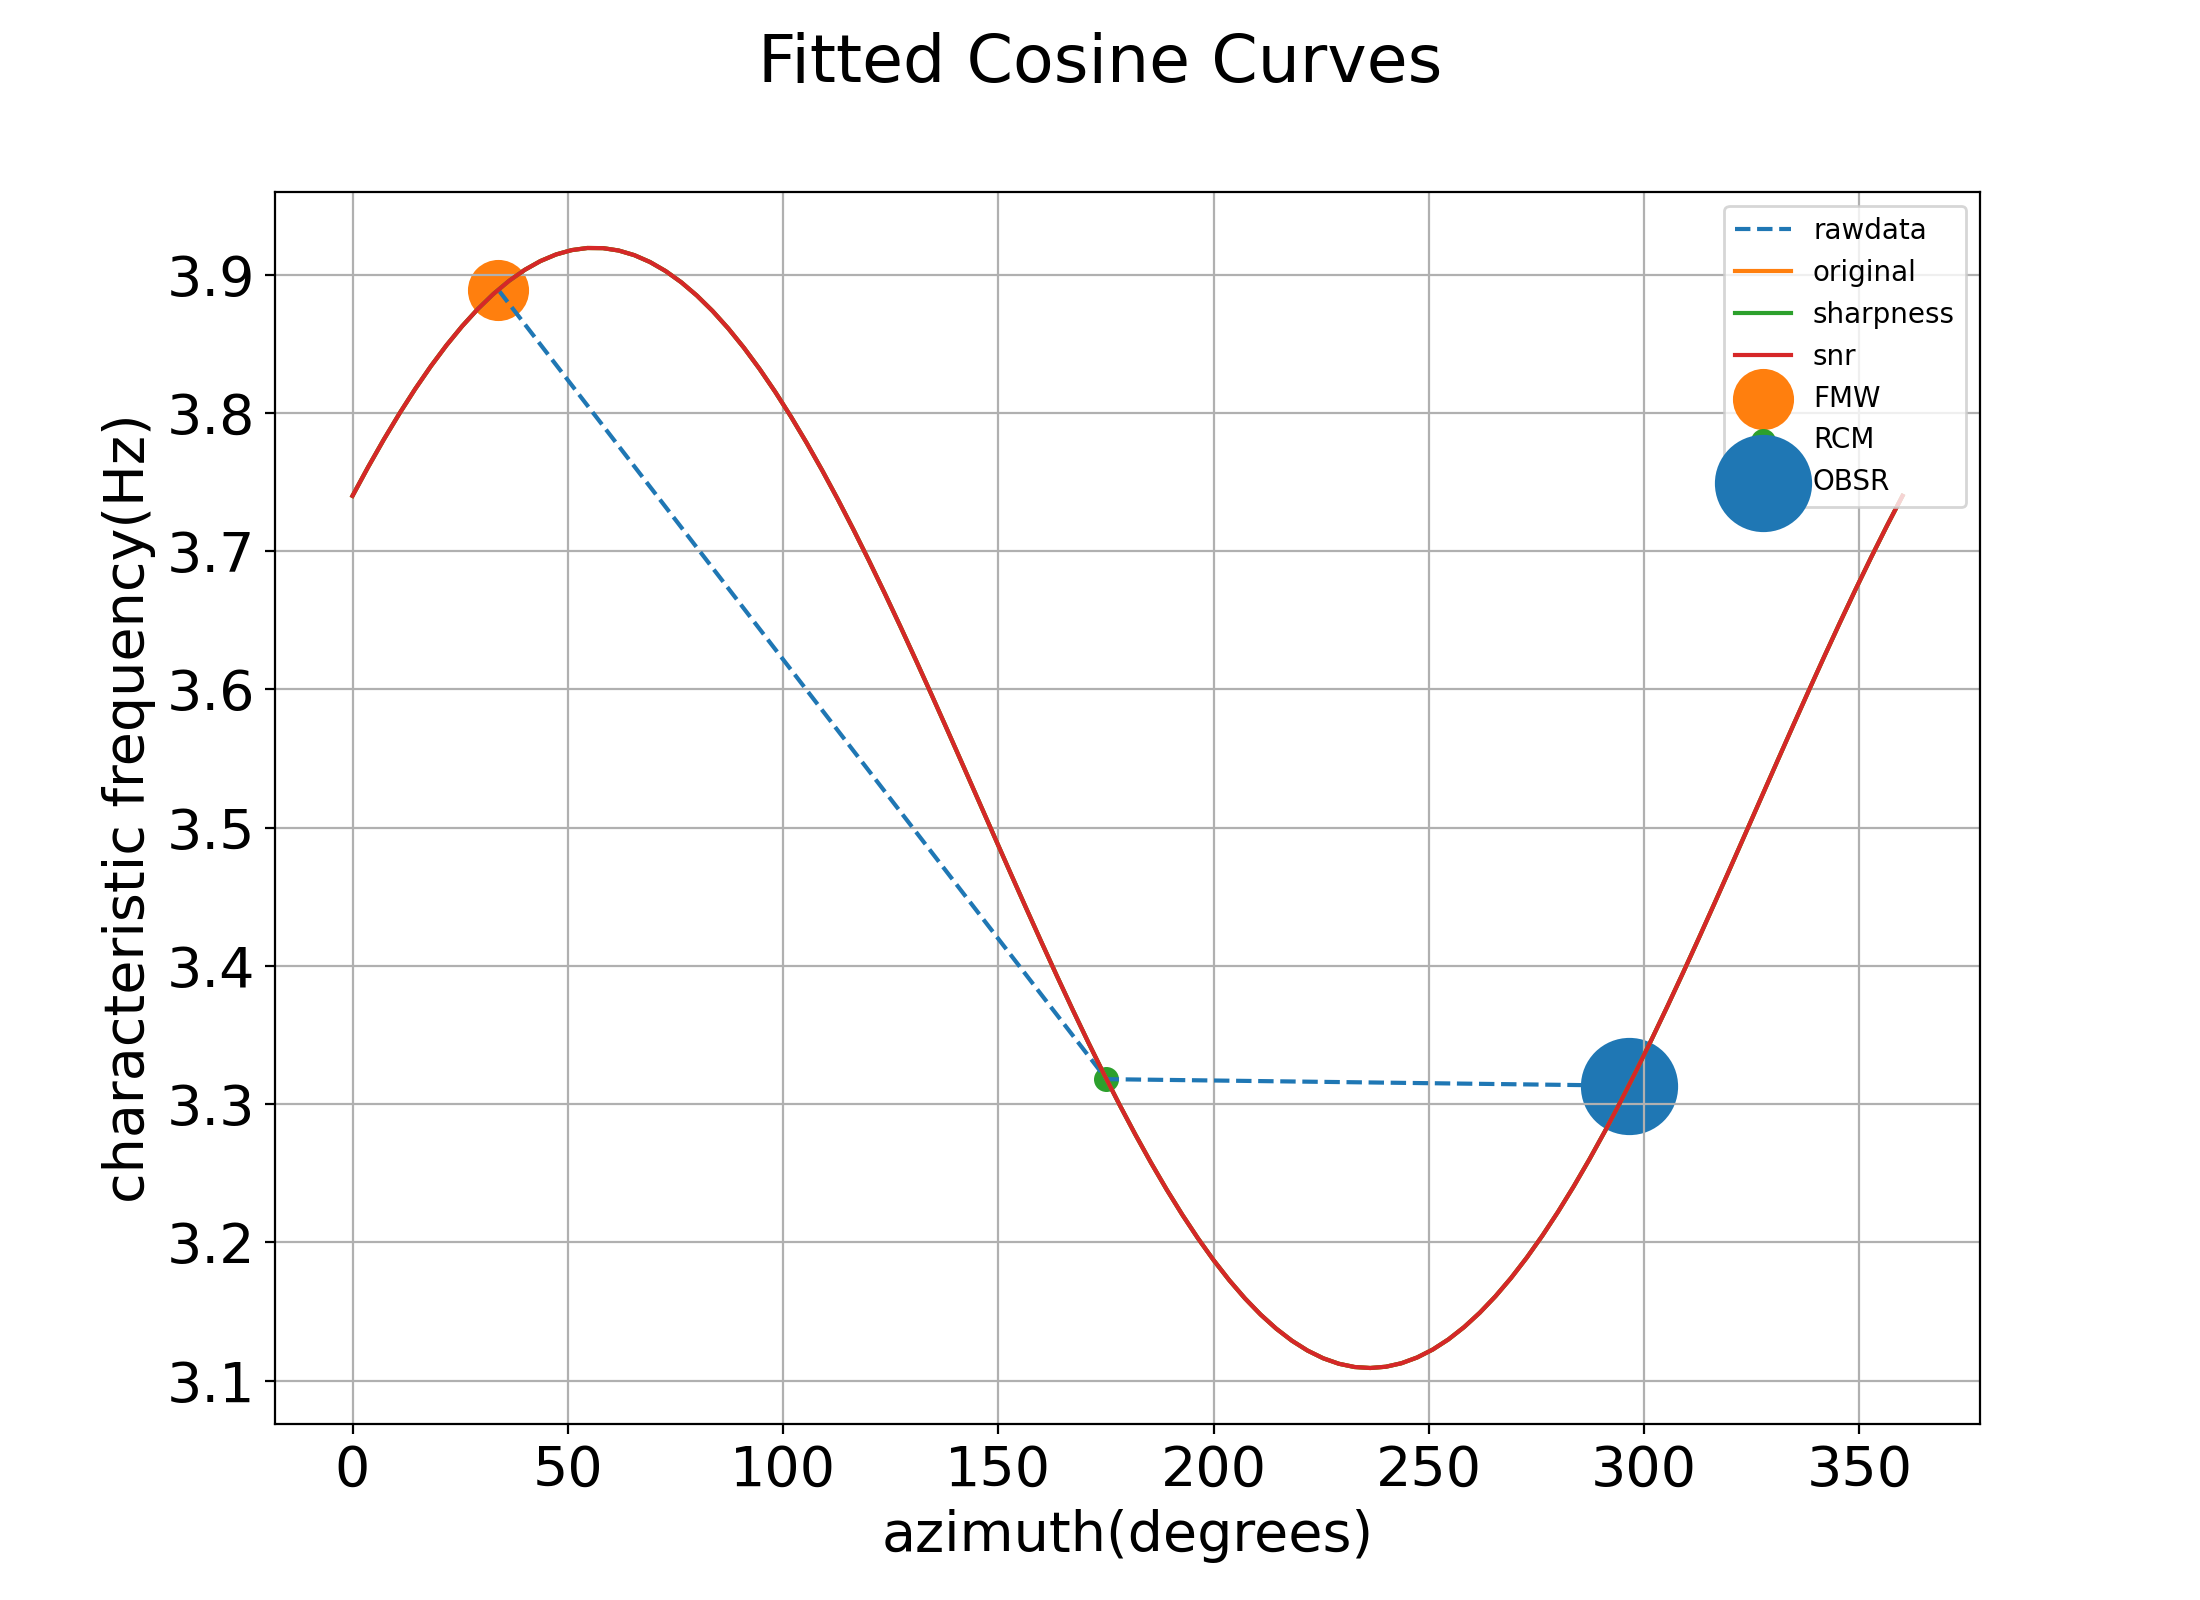 Fitted Cosine Curves
rawdata
original
sharpness
snr
FMW
RCM
OBSR
characteristic frequency(Hz)
3.9
3.8
3.7
3.6
3.5
3.4
3.3
3.2
3.1
0 50 100 150 200 250 300 350
azimuth(degrees)